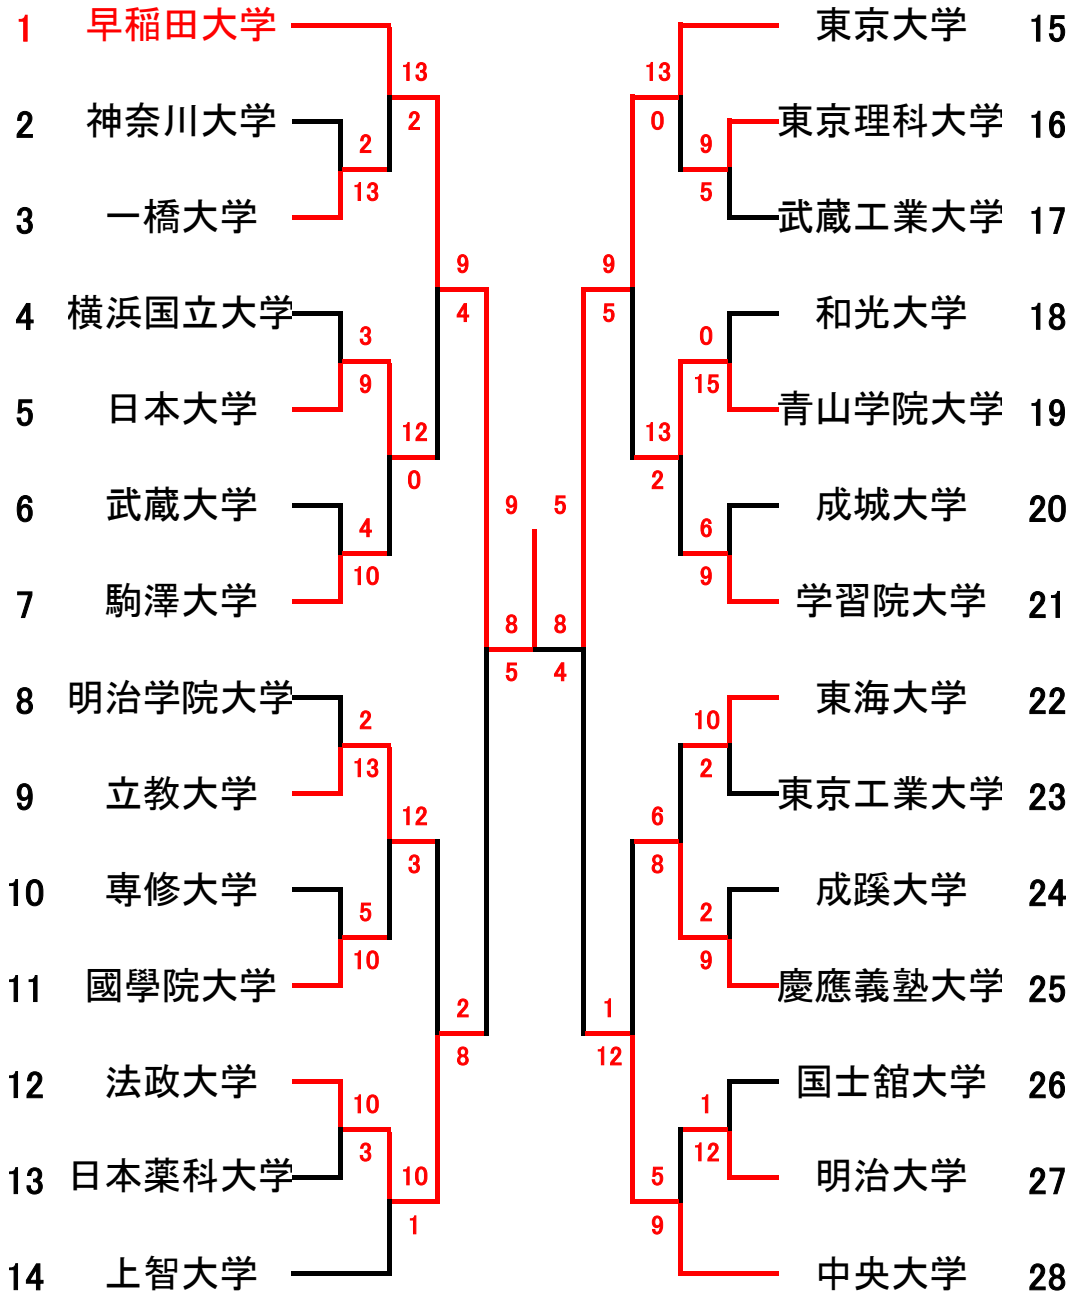 1 早稲田大学
2 神奈川大学
3 一橋大学
4 横浜国立大学
5 日本大学
6 武蔵大学
7 駒澤大学
8 明治学院大学
9 立教大学
10 専修大学
11 國學院大学
12 法政大学
13 日本薬科大学
14 上智大学
13
2
2
13
9
4
3
9
12
0
4
10
2
13
12
3
5
10
2
8
10
3
10
1
9 5
8 8
5 4
13
0
9
5
9
5
0
15
13
2
6
9
10
2
6
8
2
9
1
12
1
12
5
9
東京大学 15
東京理科大学 16
武蔵工業大学 17
和光大学 18
青山学院大学 19
成城大学 20
学習院大学 21
東海大学 22
東京工業大学 23
成蹊大学 24
慶應義塾大学 25
国士舘大学 26
明治大学 27
中央大学 28